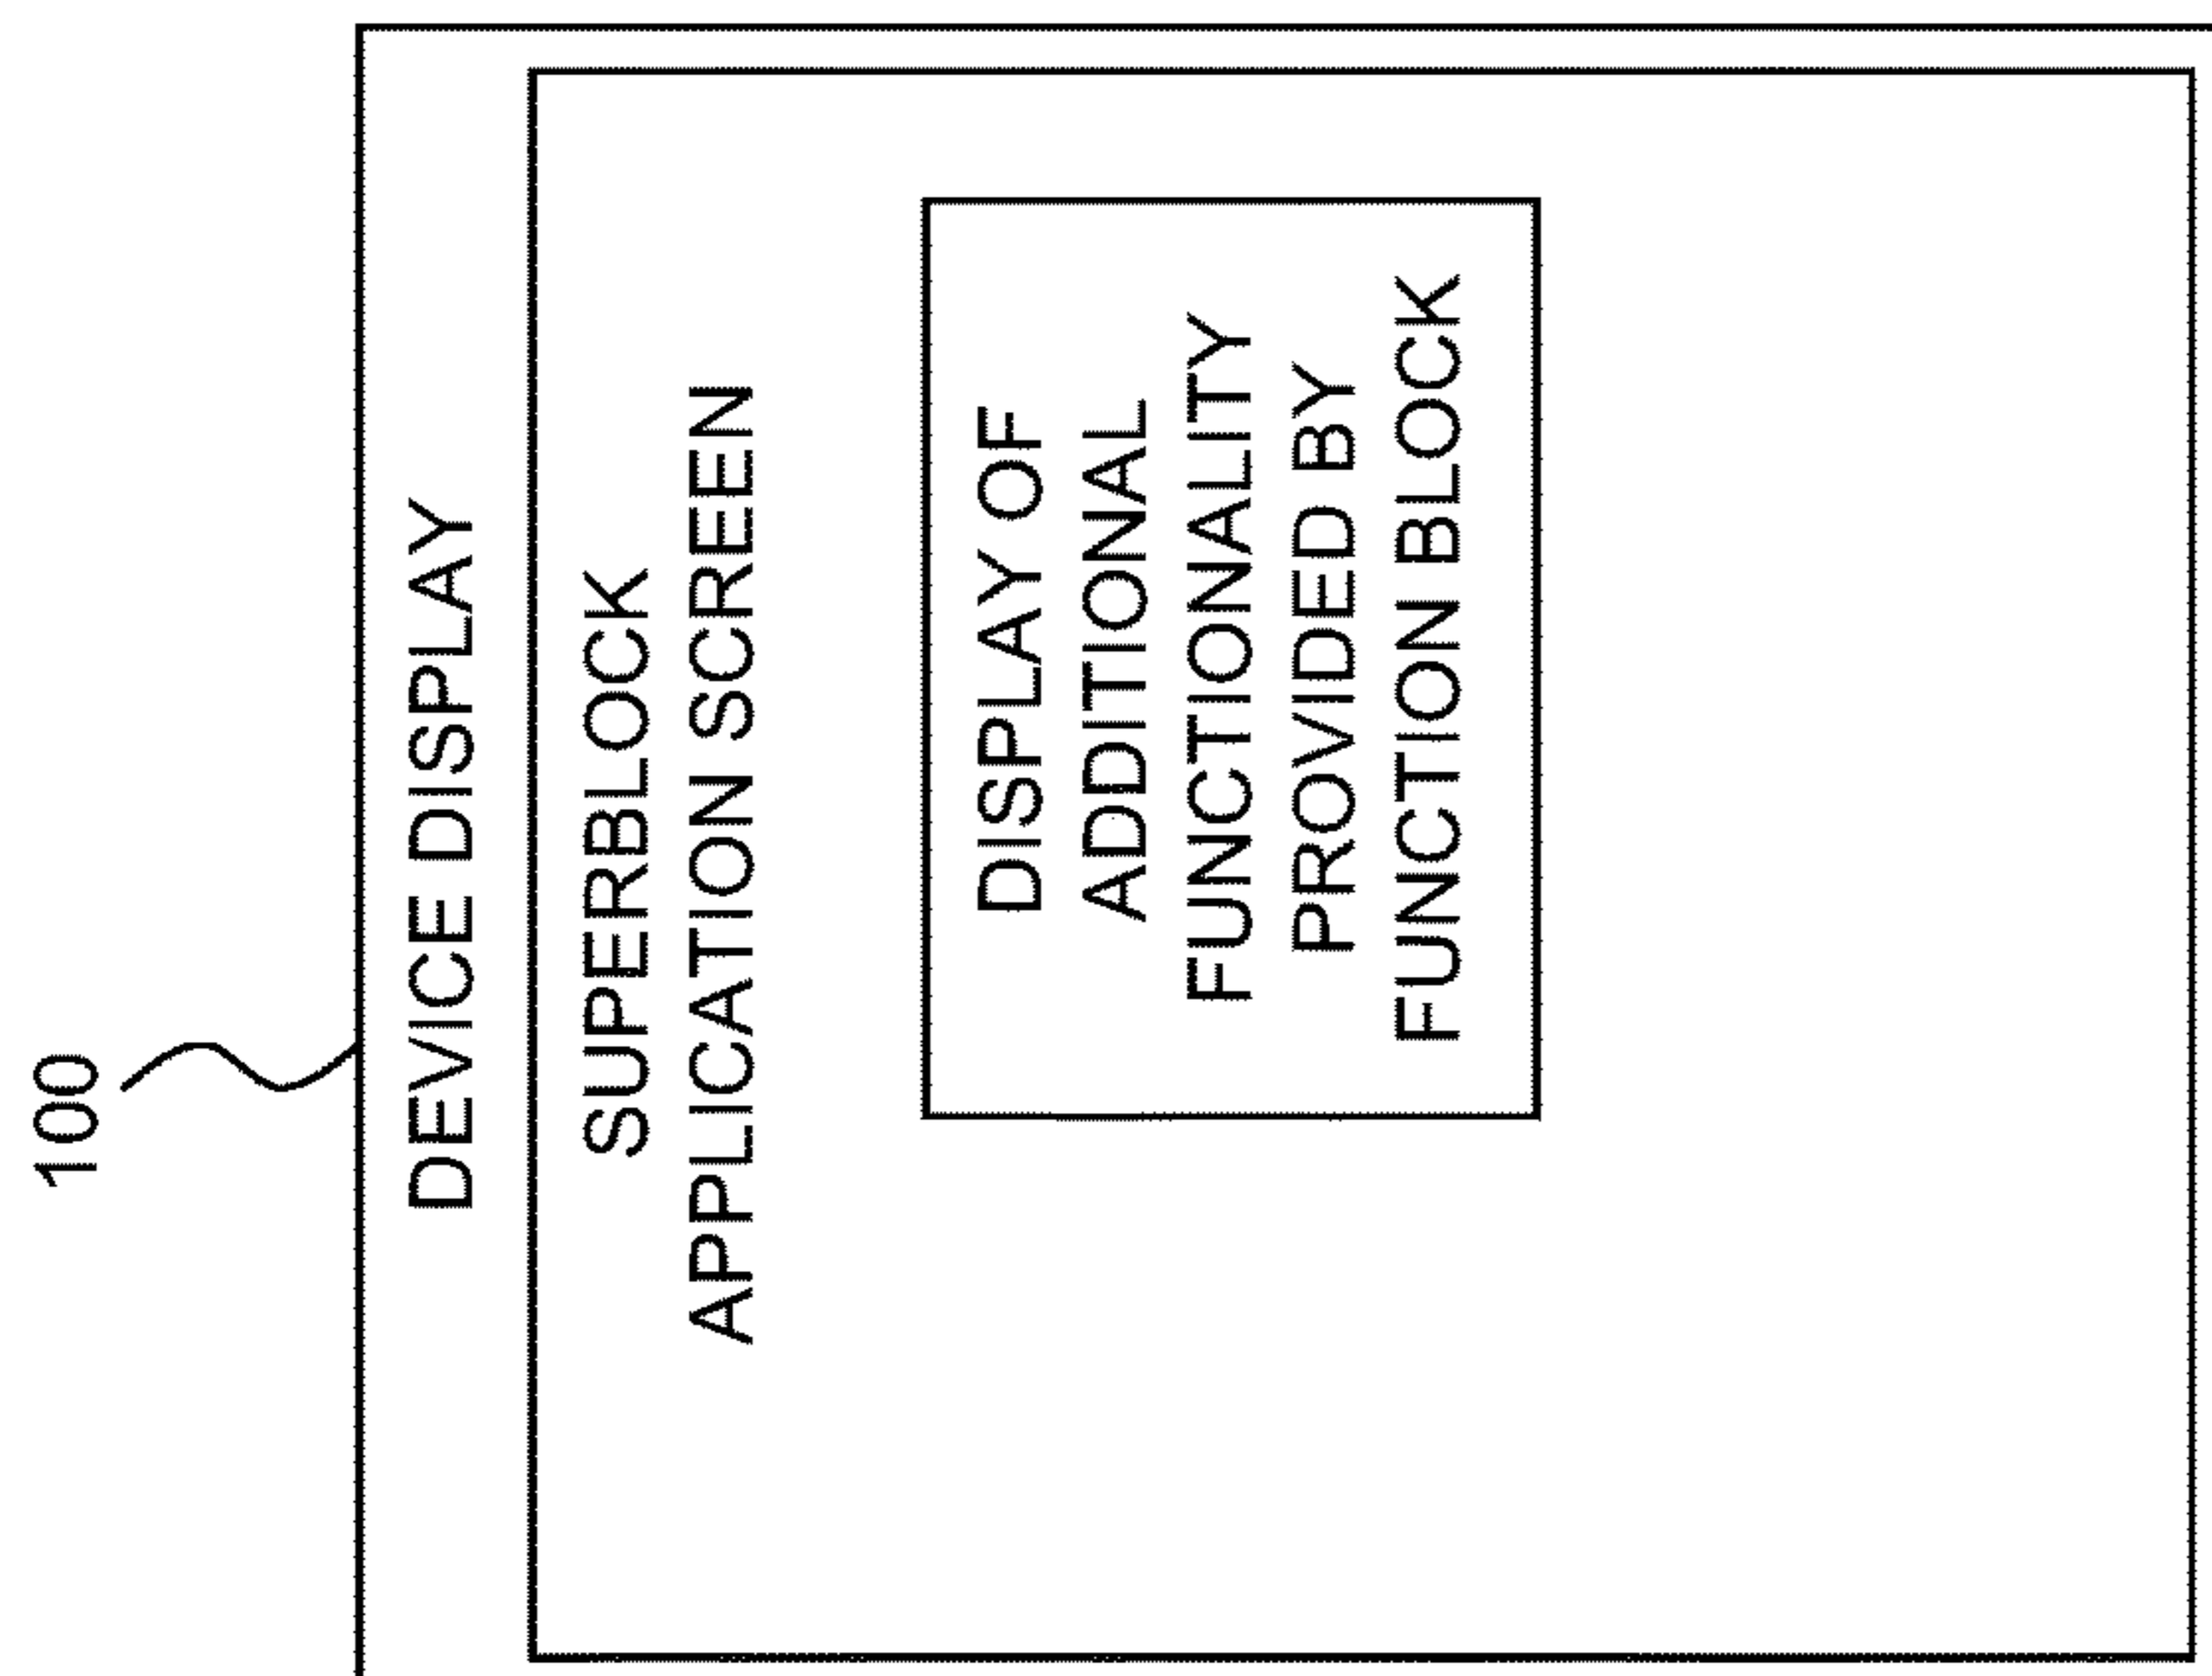 100
DEVICE DISPLAY
SUPERBLOCK
APPLICATION SCREEN
DISPLAY OF
ADDITIONAL
FUNCTIONALITY
PROVIDED BY
FUNCTION BLOCK